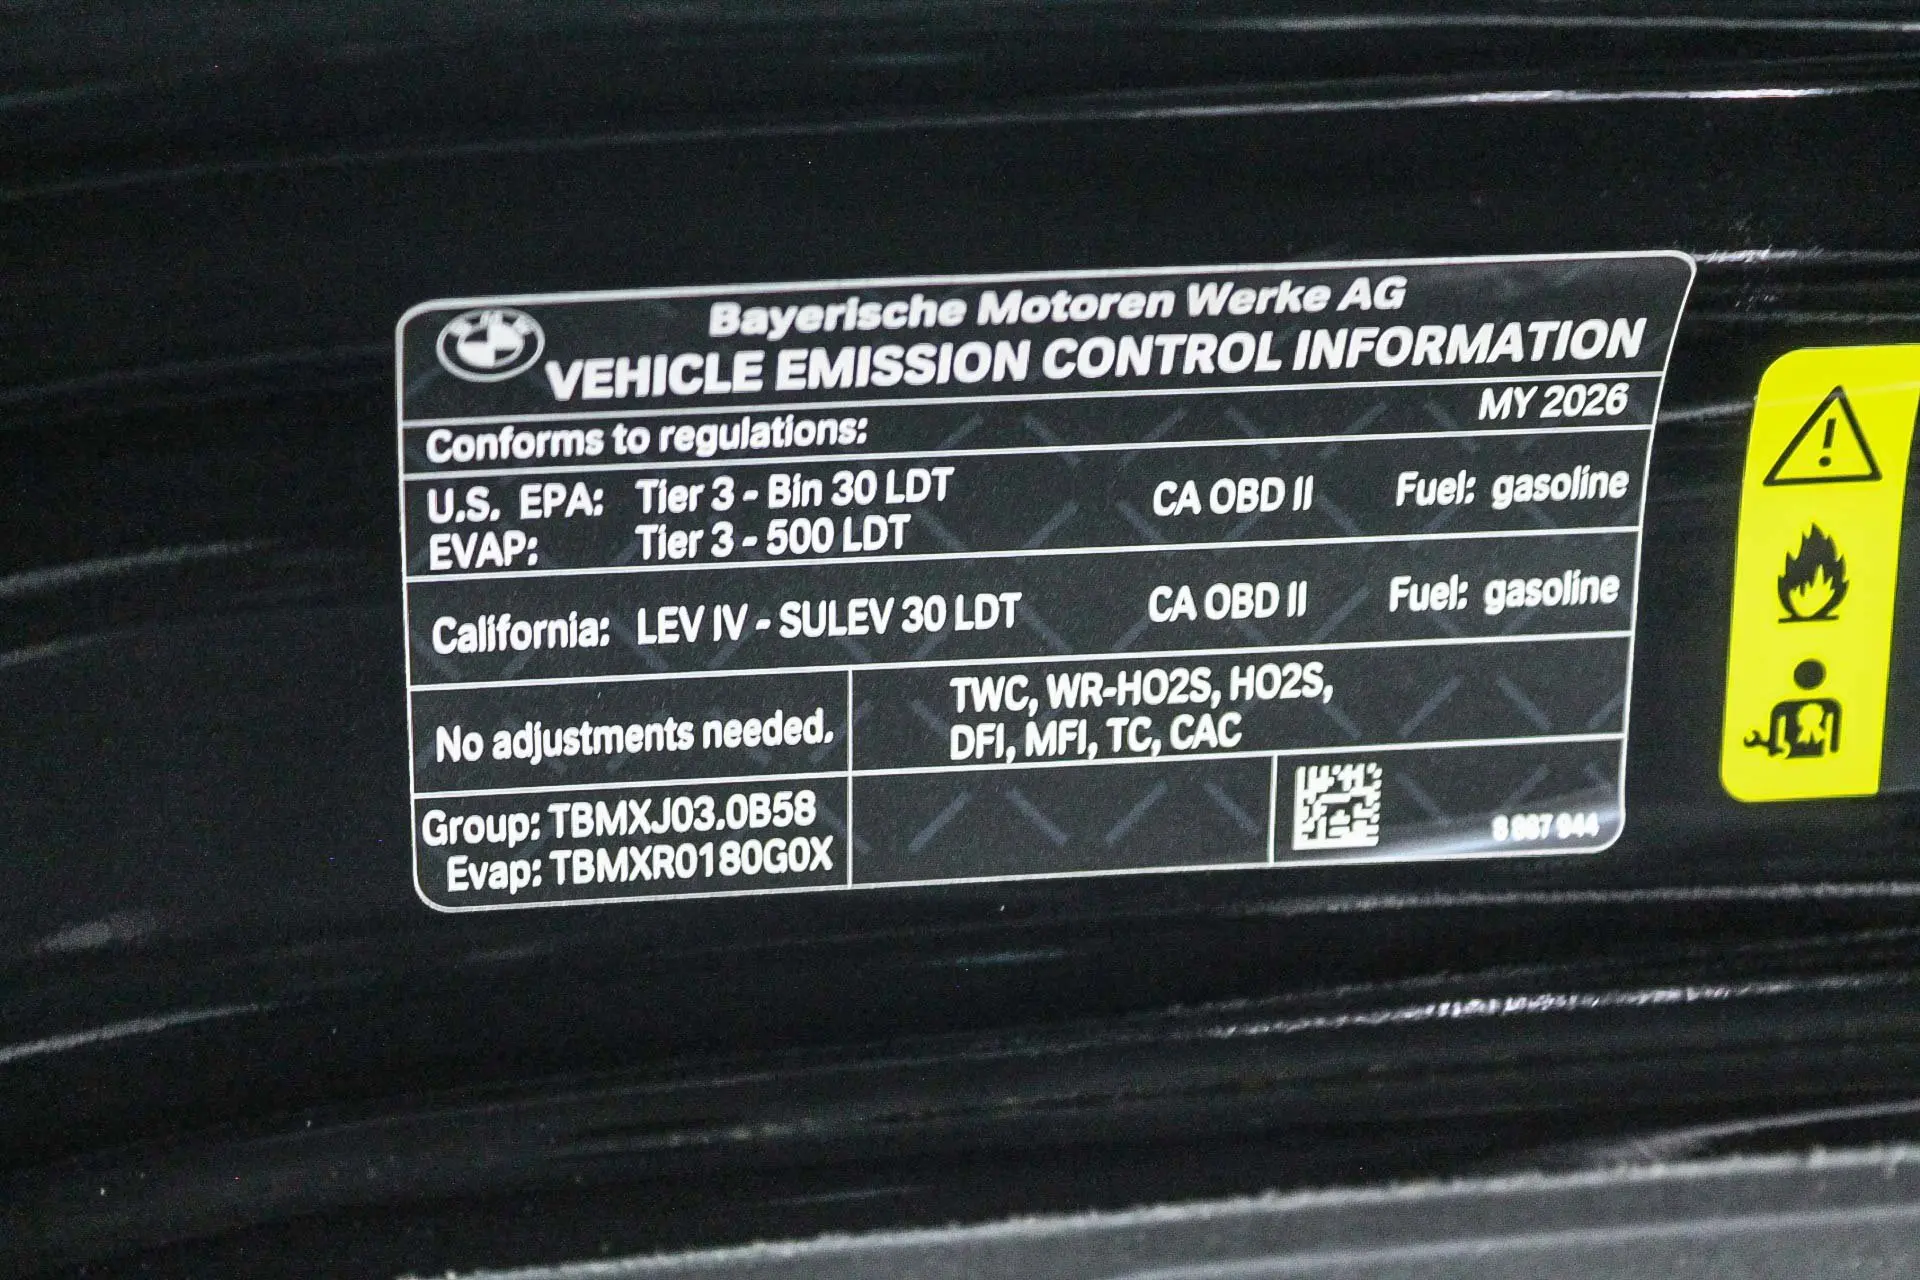 Bayerische Motoren Werke AG
VEHICLE EMISSION CONTROL INFORMATION
MY 2026
Conforms to regulations:
U.S. EPA: Tier 3 - Bin 30 LDT CA OBD II Fuel: gasoline
EVAP: Tier 3 - 500 LDT
California: LEV IV - SULEV 30 LDT CA OBD II Fuel: gasoline
No adjustments needed.
TWC, WR-HO2S, HO2S,
DFI, MFI, TC, CAC
Group: TBMXJ03.0B58
Evap: TBMXR0180G0X
944